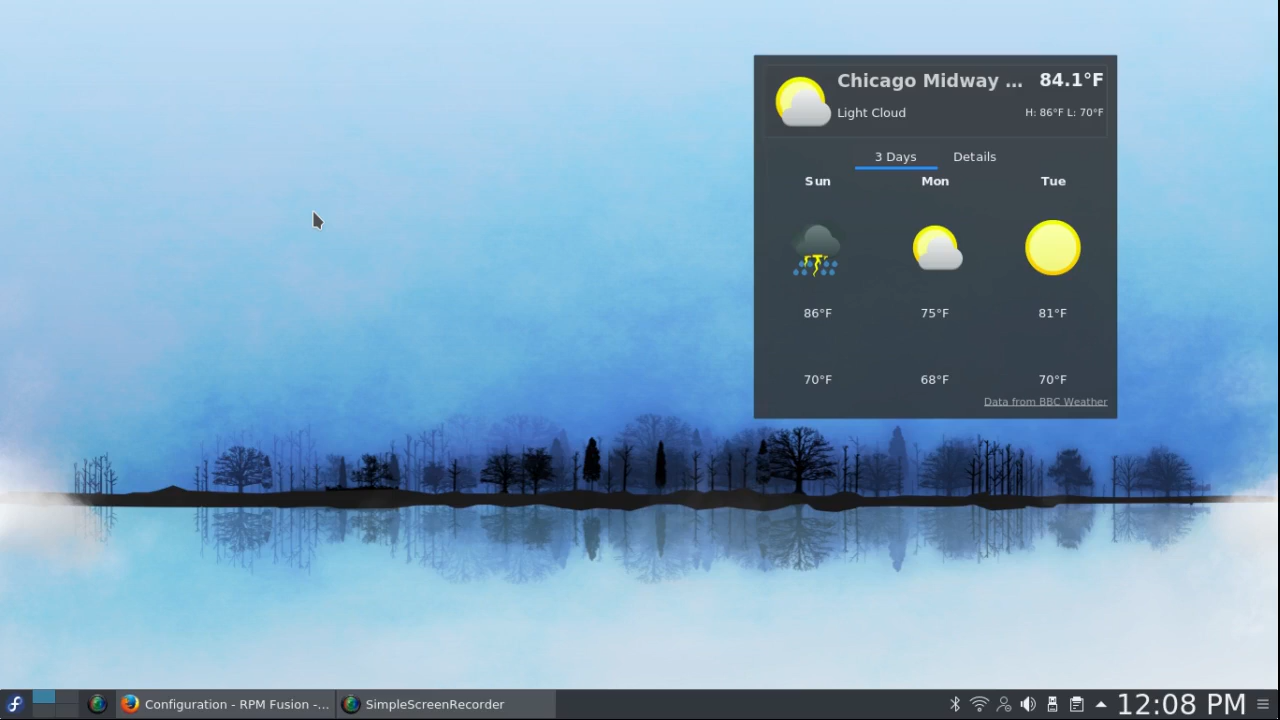 Chicago Midway ... 84.1°F
Light Cloud H: 86°F L: 70°F
3 Days Details
Sun Mon Tue
86°F 75°F 81°F
70°F 68°F 70°F
Data from BBC Weather
Configuration - RPM Fusion -... SimpleScreenRecorder 12:08 PM